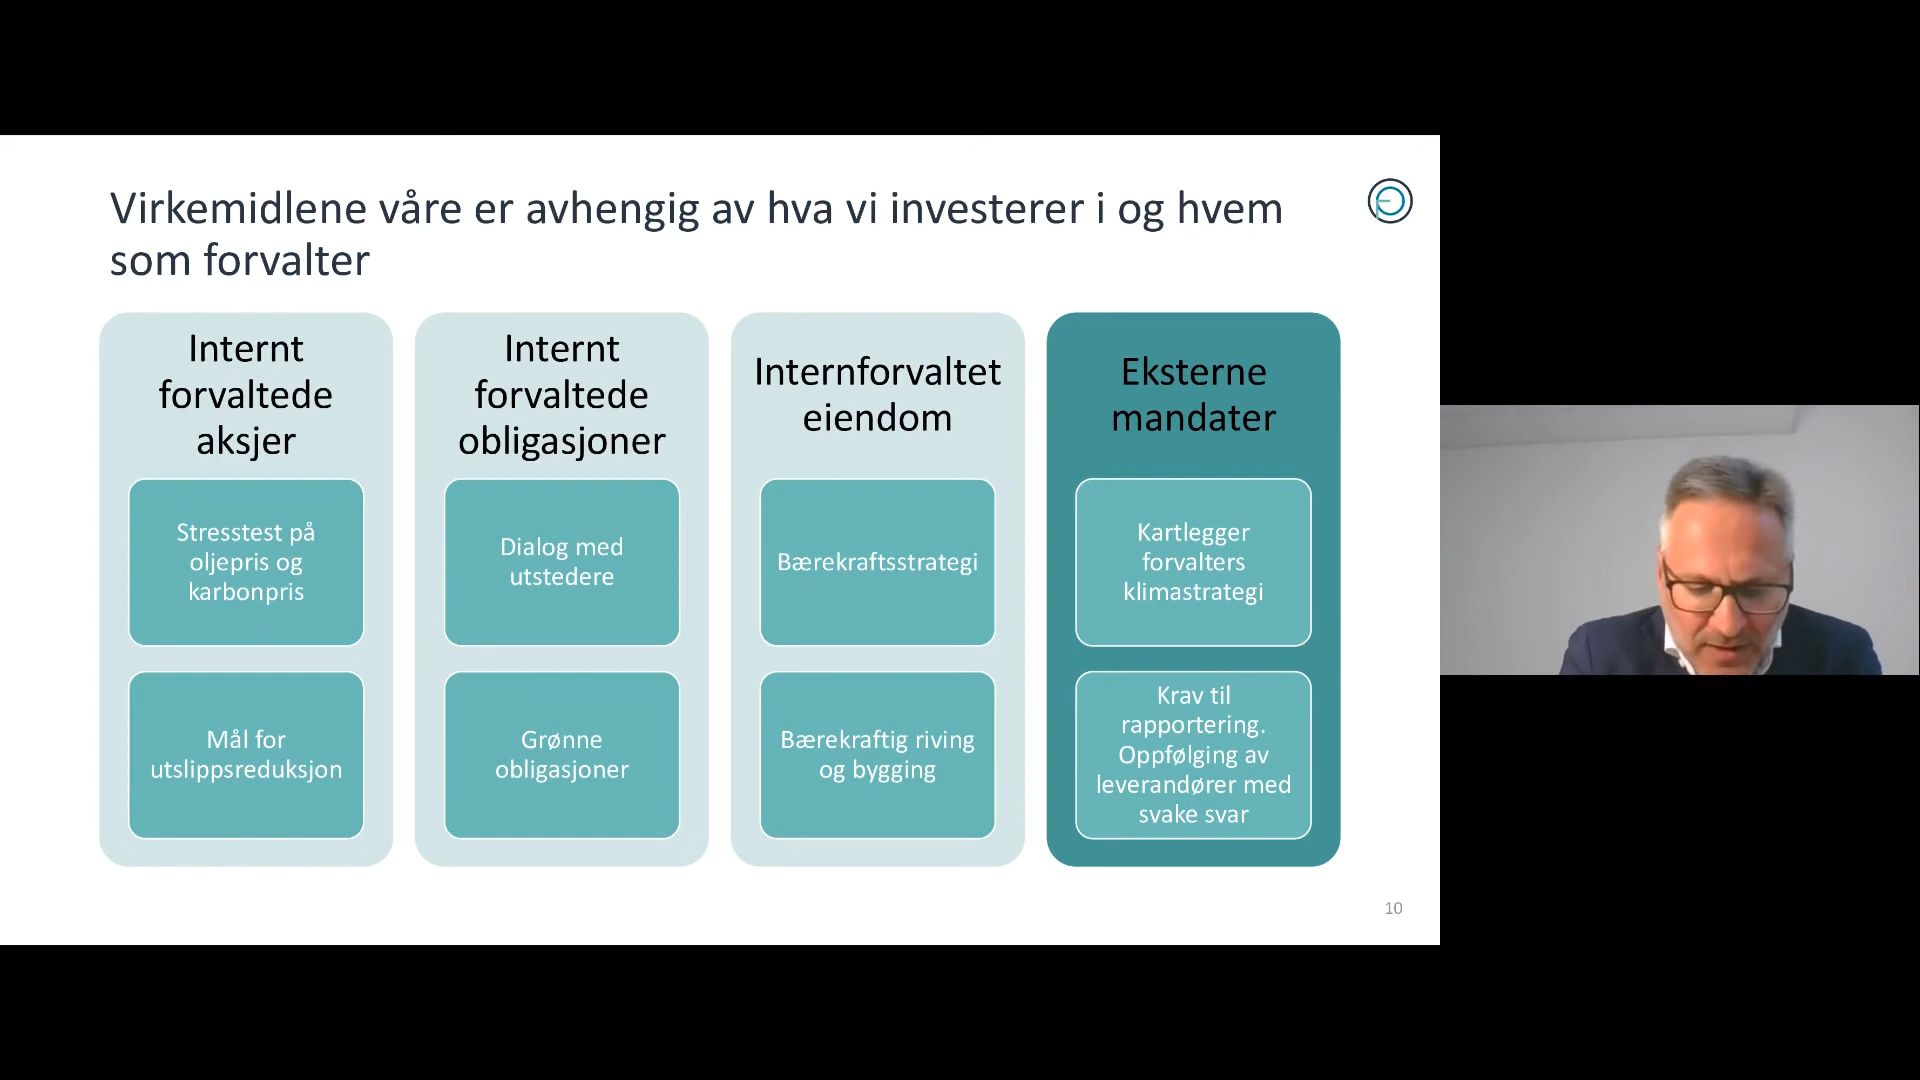 Virkemidlene våre er avhengig av hva vi investerer i og hvem
som forvalter
Internt
forvaltede
aksjer
Stresstest på
oljepris og
karbonpris
Mål for
utslippsreduksjon
Internt
forvaltede
obligasjoner
Dialog med
utstedere
Grønne
obligasjoner
Internforvaltet
eiendom
Bærekraftsstrategi
Bærekraftig riving
og bygging
Eksterne
mandater
Kartlegger
forvalters
klimastrategi
Krav til
rapportering.
Oppfølging av
leverandører med
svake svar
10